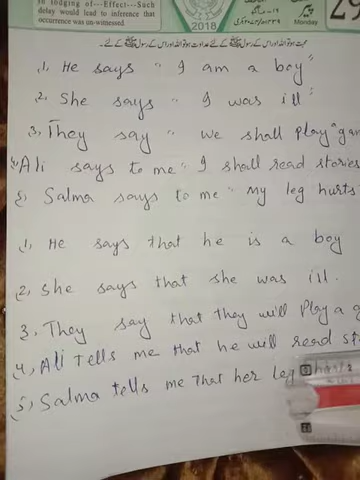 in lodging of---Effect---Such
delay would lead to inference that
occurrence was un-witnessed.
2018
Monday
29
(1, He says " I am a boy"
(2. She says " I was ill"
(3. They say " We shall play gam
(4, Ali says to me " I shall read stories
(5 Salma says to me " My leg hurts
(1, He says that he is a boy
(2, She says that she was ill.
(3. They say that they will play a g
(4, Ali tells me that he will read st
(5, Salma tells me that her leg hurts